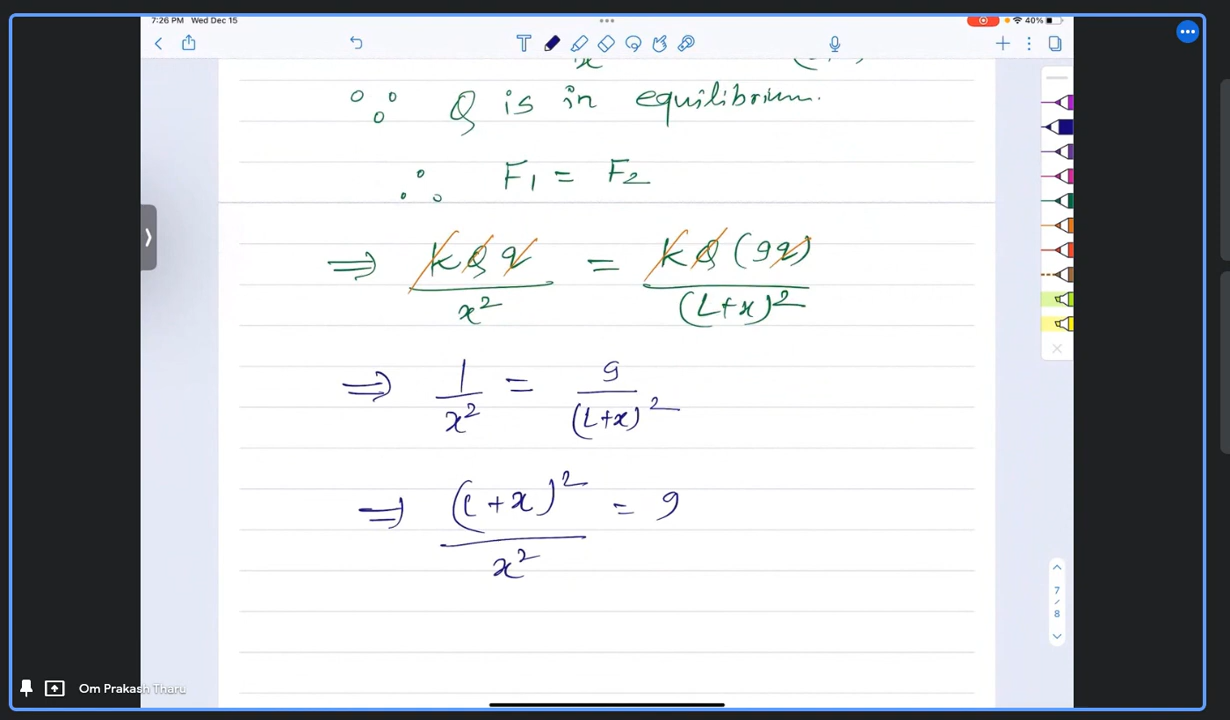 7:26 PM Wed Dec 15
40%
T
x
∵ Q is in equilibrium.
∴ F1 = F2
⇒ KQq/x² = KQ(9q)/(L+x)²
⇒ 1/x² = 9/(L+x)²
⇒ (L+x)²/x² = 9
7
/
8
Om Prakash Tharu